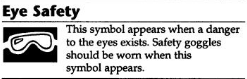 Eye Safety
This symbol appears when a danger
to the eyes exists. Safety goggles
should be worn when this
symbol appears.